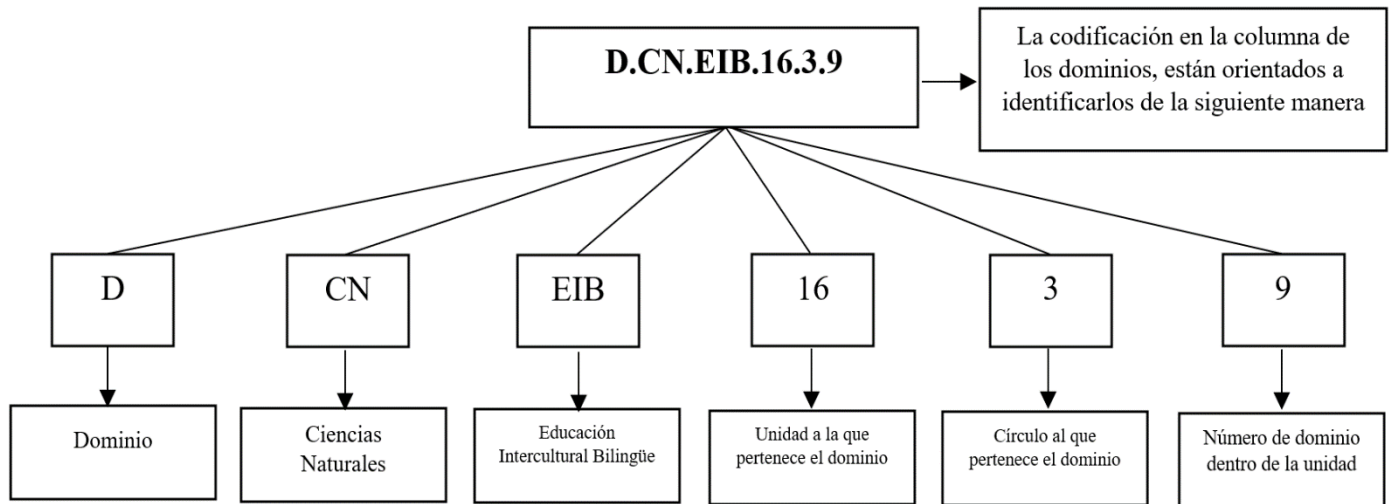 D.CN.EIB.16.3.9
La codificación en la columna de
los dominios, están orientados a
identificarlos de la siguiente manera
D
CN
EIB
16
3
9
Dominio
Ciencias
Naturales
Educación
Intercultural Bilingüe
Unidad a la que
pertenece el dominio
Círculo al que
pertenece el dominio
Número de dominio
dentro de la unidad